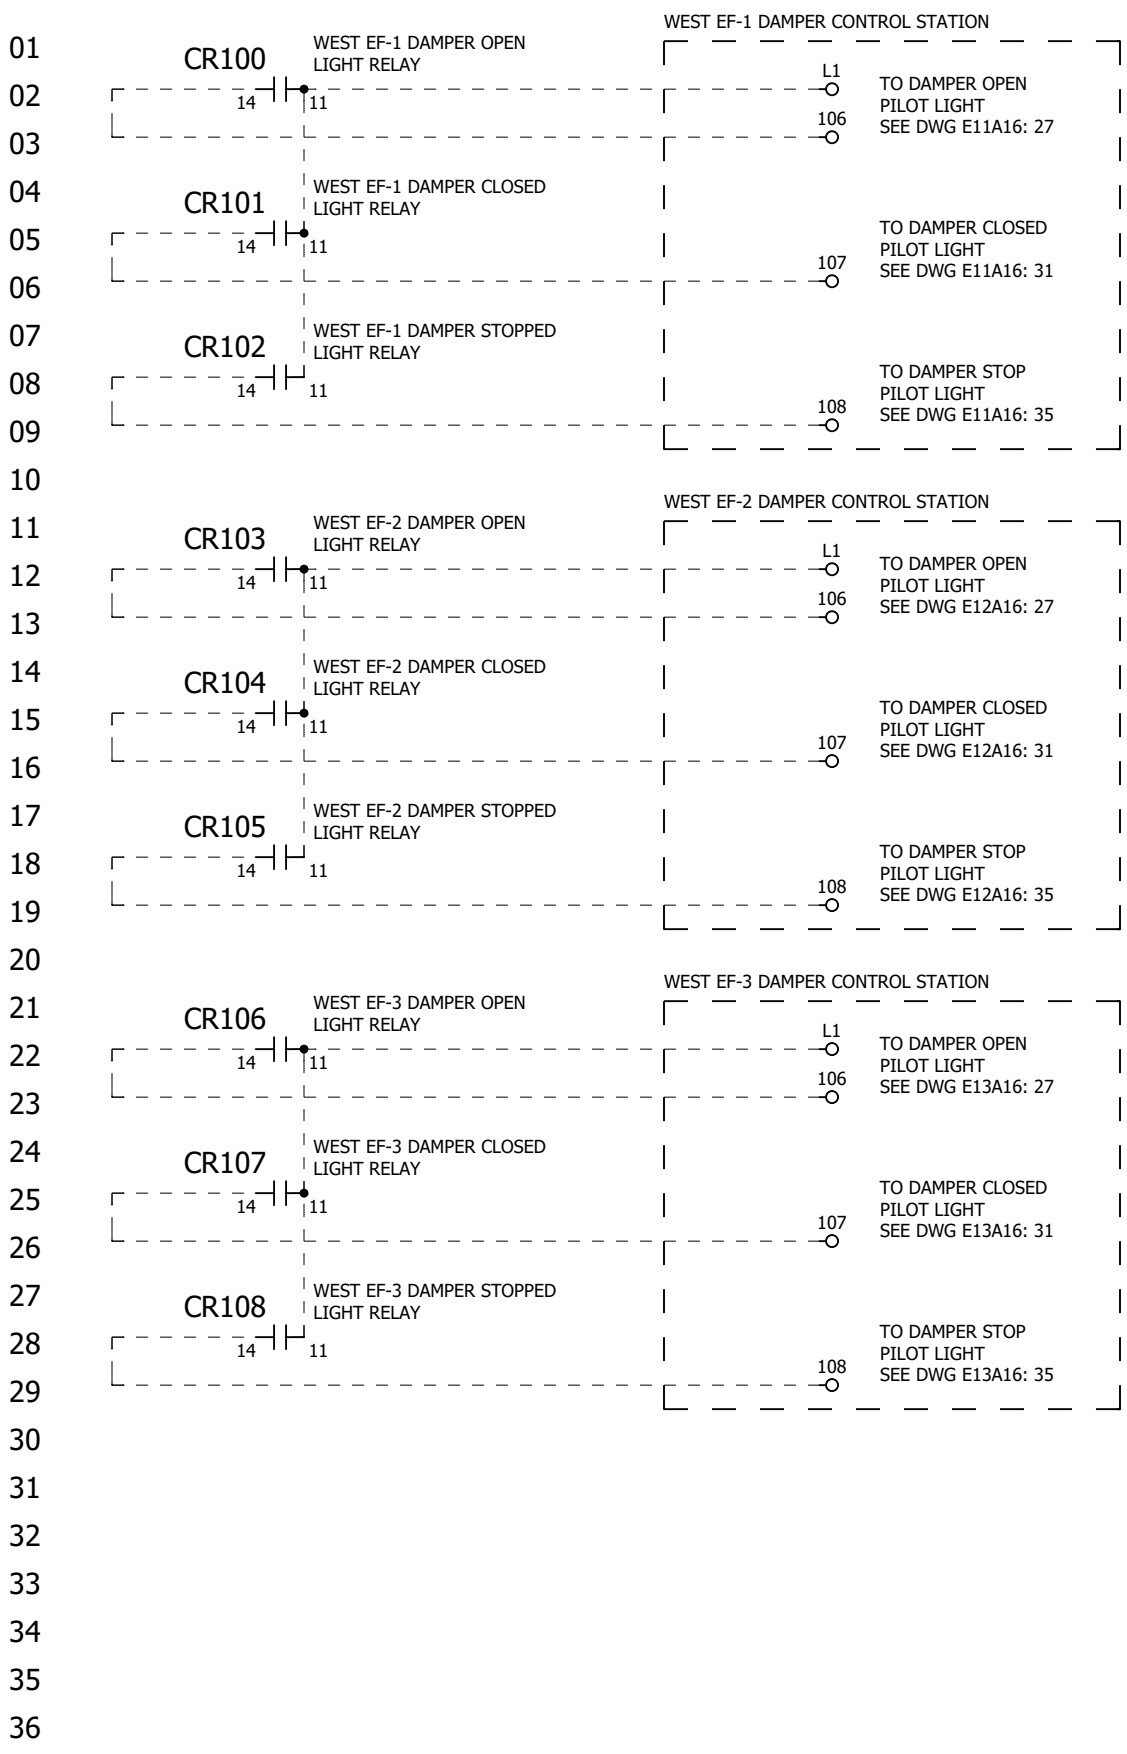 WEST EF-1 DAMPER CONTROL STATION
01
CR100
WEST EF-1 DAMPER OPEN
LIGHT RELAY
02
14
11
L1
TO DAMPER OPEN
PILOT LIGHT
SEE DWG E11A16: 27
106
03
04
CR101
WEST EF-1 DAMPER CLOSED
LIGHT RELAY
05
14
11
TO DAMPER CLOSED
PILOT LIGHT
SEE DWG E11A16: 31
107
06
07
CR102
WEST EF-1 DAMPER STOPPED
LIGHT RELAY
08
14
11
TO DAMPER STOP
PILOT LIGHT
SEE DWG E11A16: 35
108
09
10
WEST EF-2 DAMPER CONTROL STATION
11
CR103
WEST EF-2 DAMPER OPEN
LIGHT RELAY
12
14
11
L1
TO DAMPER OPEN
PILOT LIGHT
SEE DWG E12A16: 27
106
13
14
CR104
WEST EF-2 DAMPER CLOSED
LIGHT RELAY
15
14
11
TO DAMPER CLOSED
PILOT LIGHT
SEE DWG E12A16: 31
107
16
17
CR105
WEST EF-2 DAMPER STOPPED
LIGHT RELAY
18
14
11
TO DAMPER STOP
PILOT LIGHT
SEE DWG E12A16: 35
108
19
20
WEST EF-3 DAMPER CONTROL STATION
21
CR106
WEST EF-3 DAMPER OPEN
LIGHT RELAY
22
14
11
L1
TO DAMPER OPEN
PILOT LIGHT
SEE DWG E13A16: 27
106
23
24
CR107
WEST EF-3 DAMPER CLOSED
LIGHT RELAY
25
14
11
TO DAMPER CLOSED
PILOT LIGHT
SEE DWG E13A16: 31
107
26
27
CR108
WEST EF-3 DAMPER STOPPED
LIGHT RELAY
28
14
11
TO DAMPER STOP
PILOT LIGHT
SEE DWG E13A16: 35
108
29
30
31
32
33
34
35
36